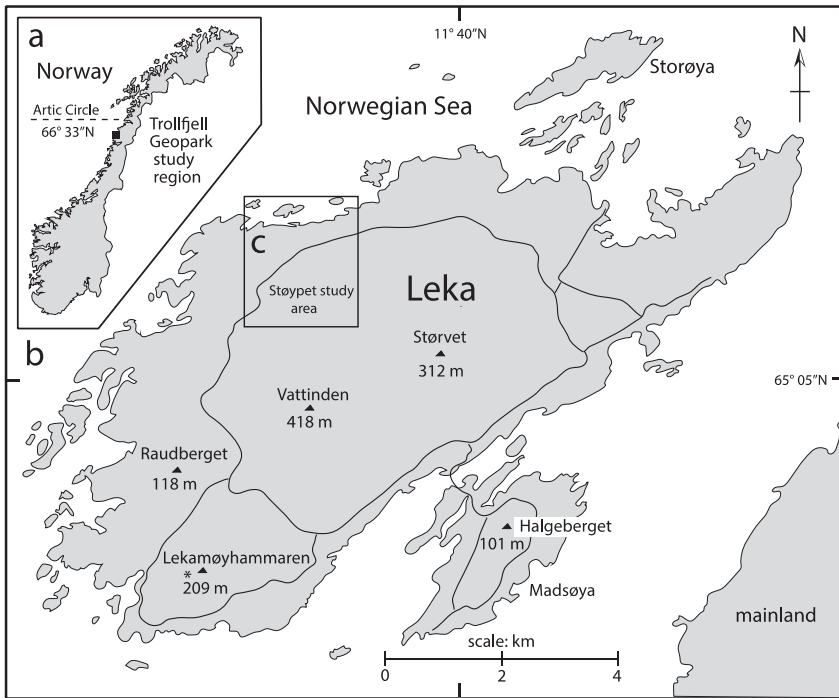 11° 40"
a
Norway
Artic Circle
66° 33"N
Trollfjell
Geopark
study
region
Norwegian Sea
Storøya
N
c
Støypet study
area
Leka
b
Størvet
312 m
65° 05"N
Vattinden
418 m
Raudberget
118 m
Halgeberget
101 m
Lekamøyhammaren
*
209 m
Madsøya
mainland
scale: km
0 2 4